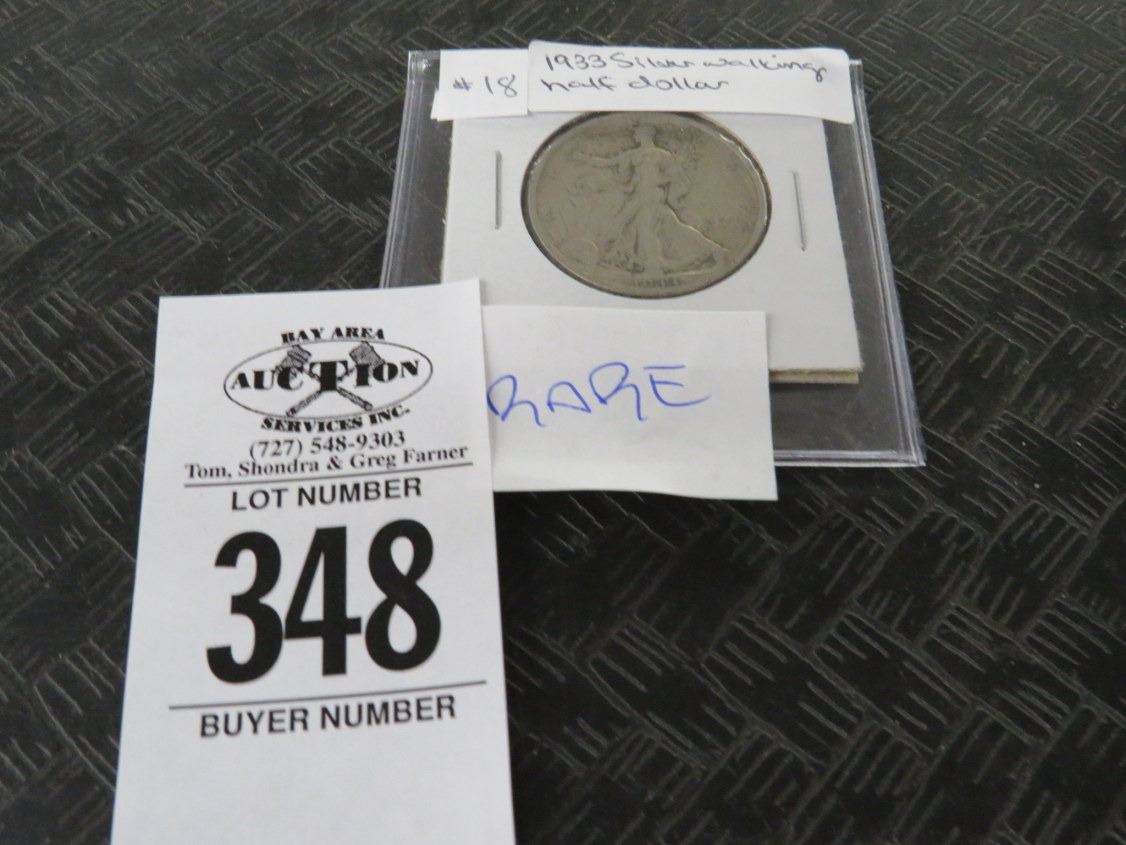 # 18
1933 Silver walking
half dollar
RARE
BAY AREA
AUCTION
SERVICES INC.
(727) 548-9303
Tom, Shondra & Greg Farner
LOT NUMBER
348
BUYER NUMBER